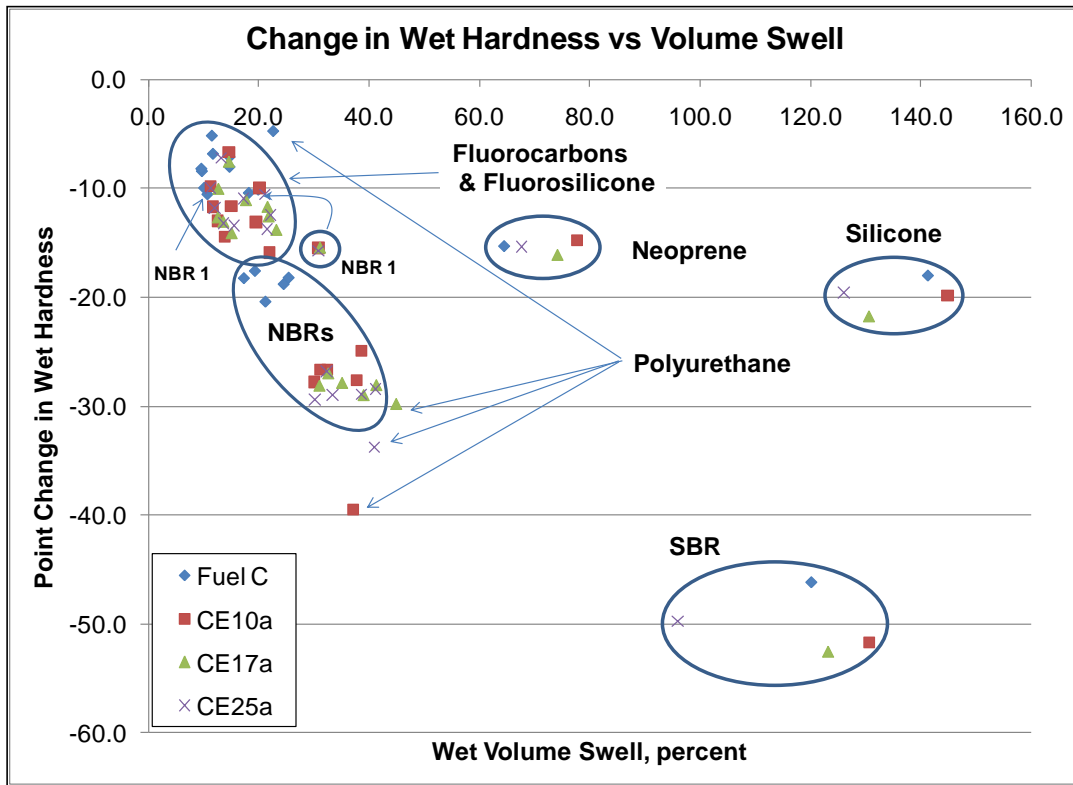 Change in Wet Hardness vs Volume Swell
0.0
0.0 20.0 40.0 60.0 80.0 100.0 120.0 140.0 160.0
Fluorocarbons
& Fluorosilicone
-10.0
Neoprene
Silicone
NBR 1
NBR 1
-20.0
NBRs
Polyurethane
-30.0
-40.0
SBR
-50.0
-60.0
Point Change in Wet Hardness
Fuel C
CE10a
CE17a
CE25a
Wet Volume Swell, percent